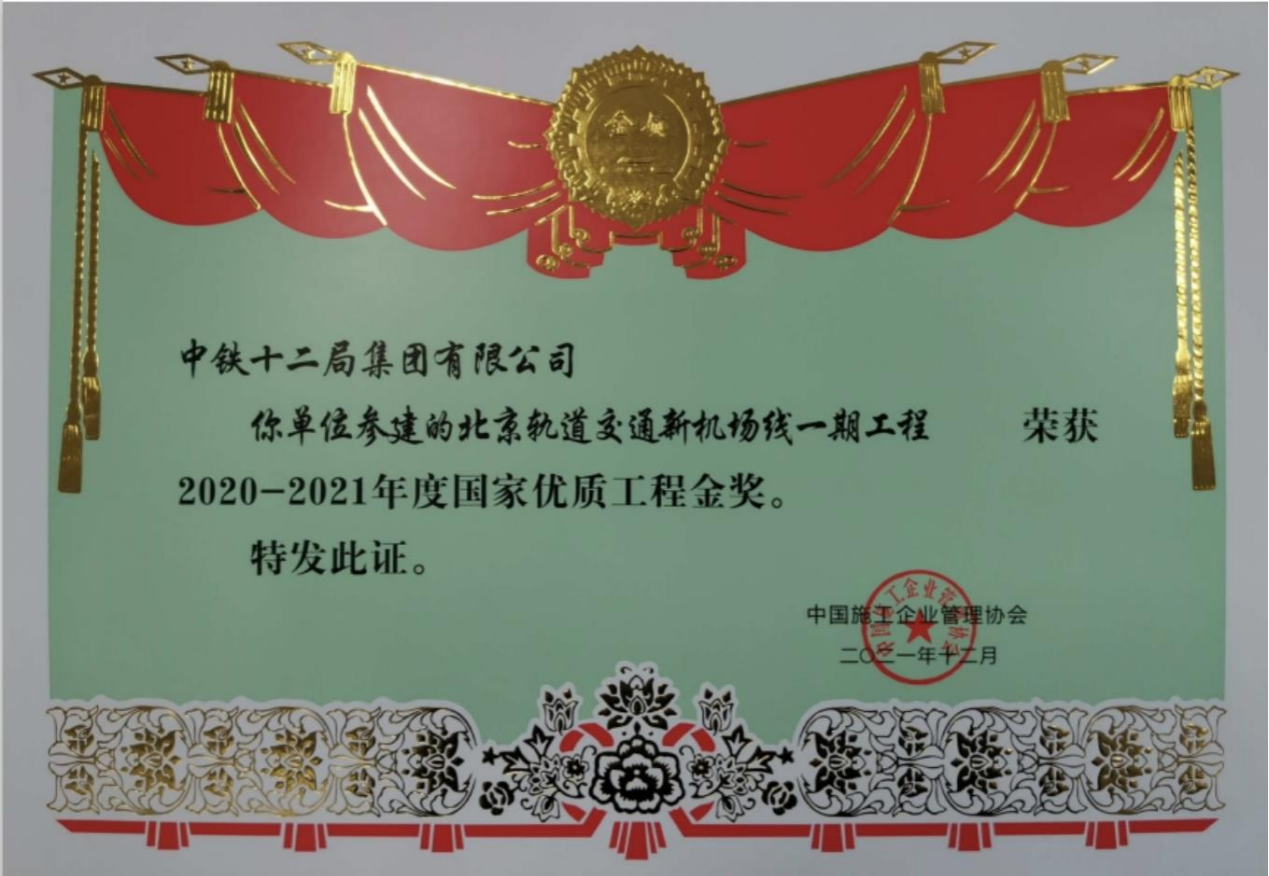 中铁十二局集团有限公司
你单位参建的北京轨道交通新机场线一期工程 荣获
2020-2021年度国家优质工程金奖。
特发此证。
中国施工企业管理协会
二〇二一年十二月